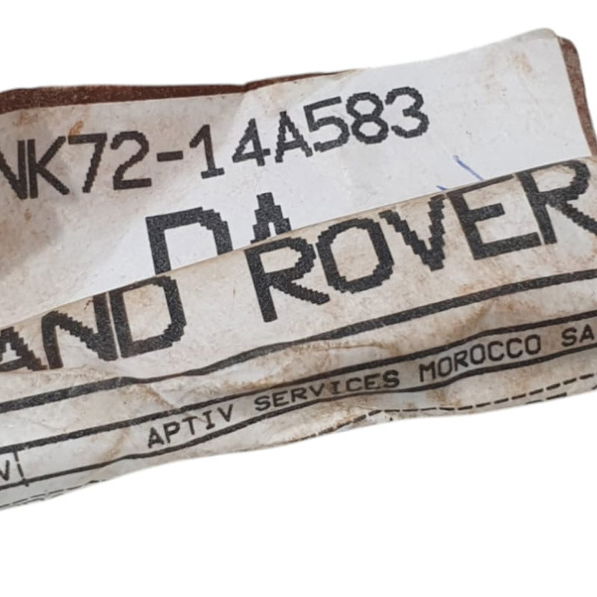 NK72-14A583
DA
AND ROVER
APTIV SERVICES MOROCCO SA